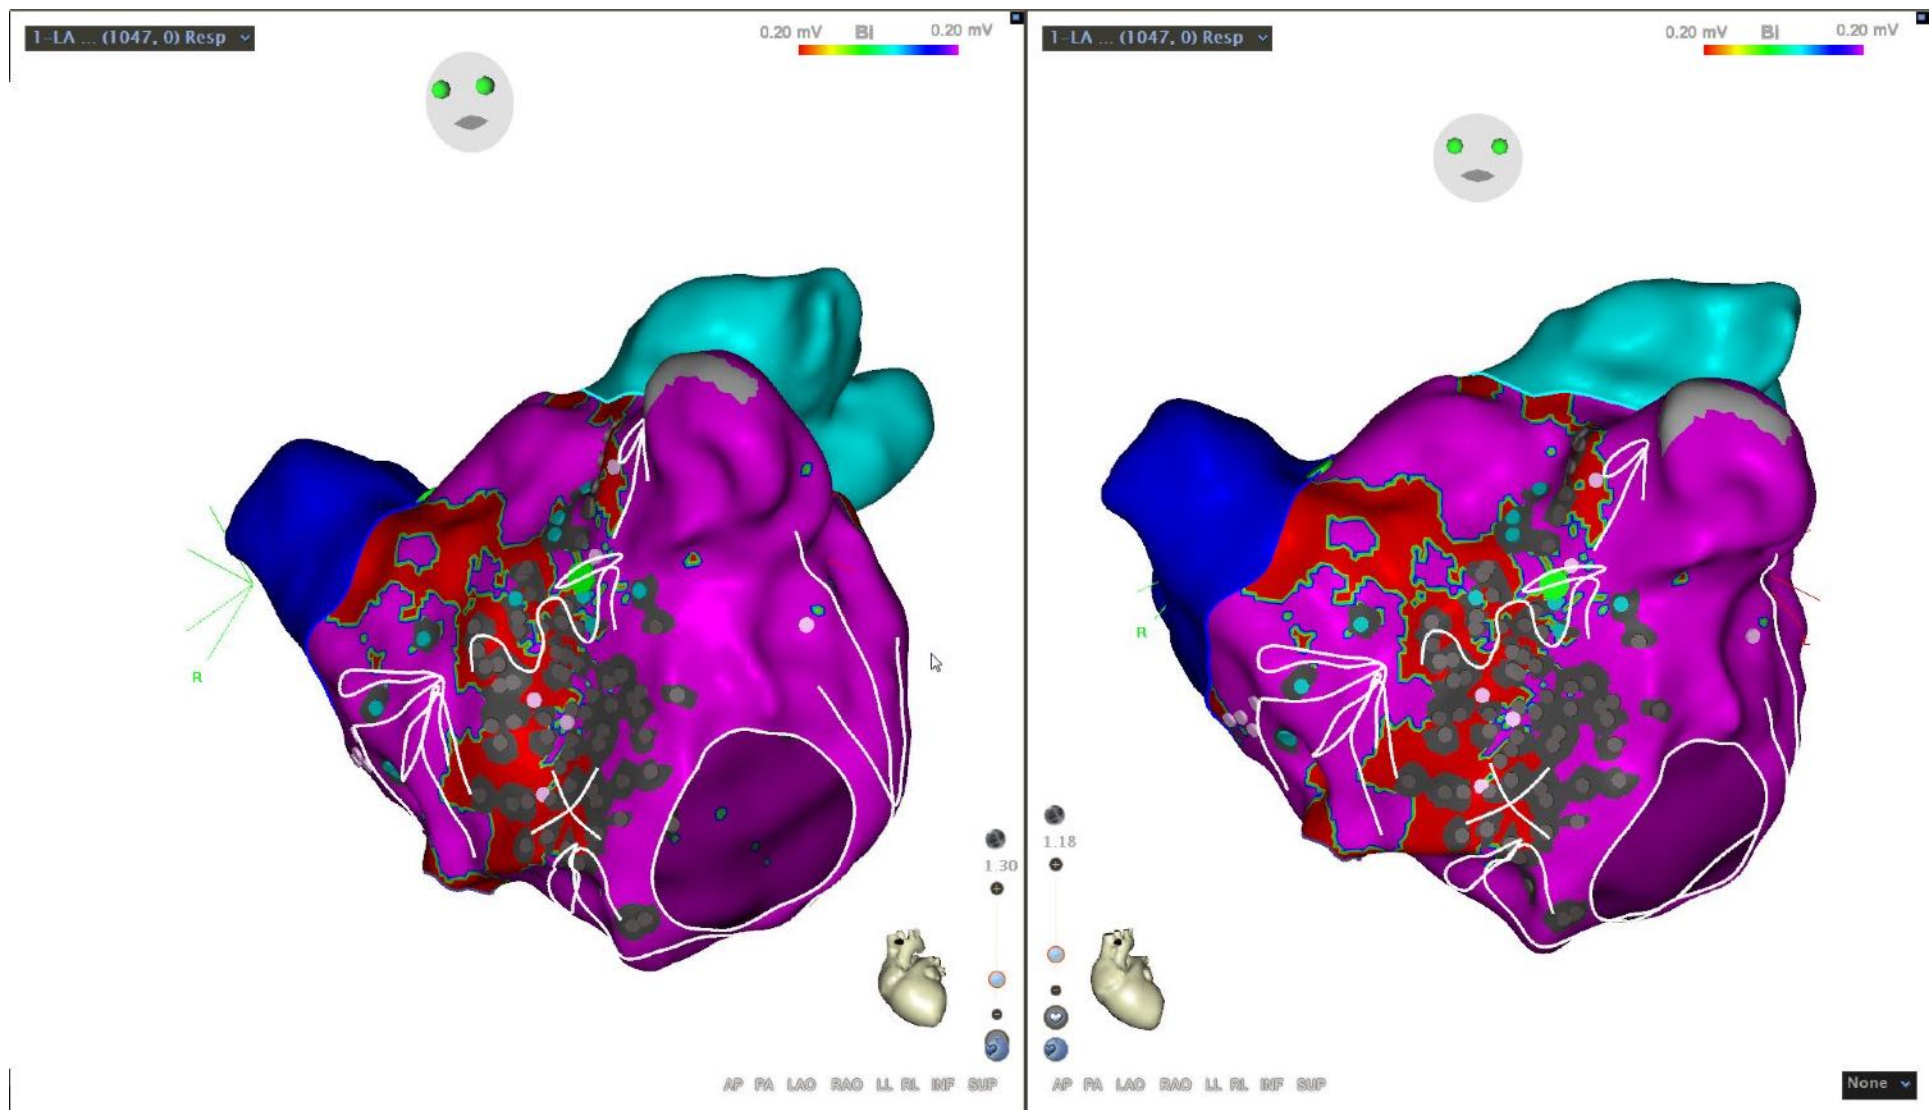 1-LA ... (1047, 0) Resp
0.20 mV Bi 0.20 mV
R
1.30
AP PA LAO RAO LL RL INF SUP
1-LA ... (1047, 0) Resp
0.20 mV Bi 0.20 mV
R
1.18
AP PA LAO RAO LL RL INF SUP
None